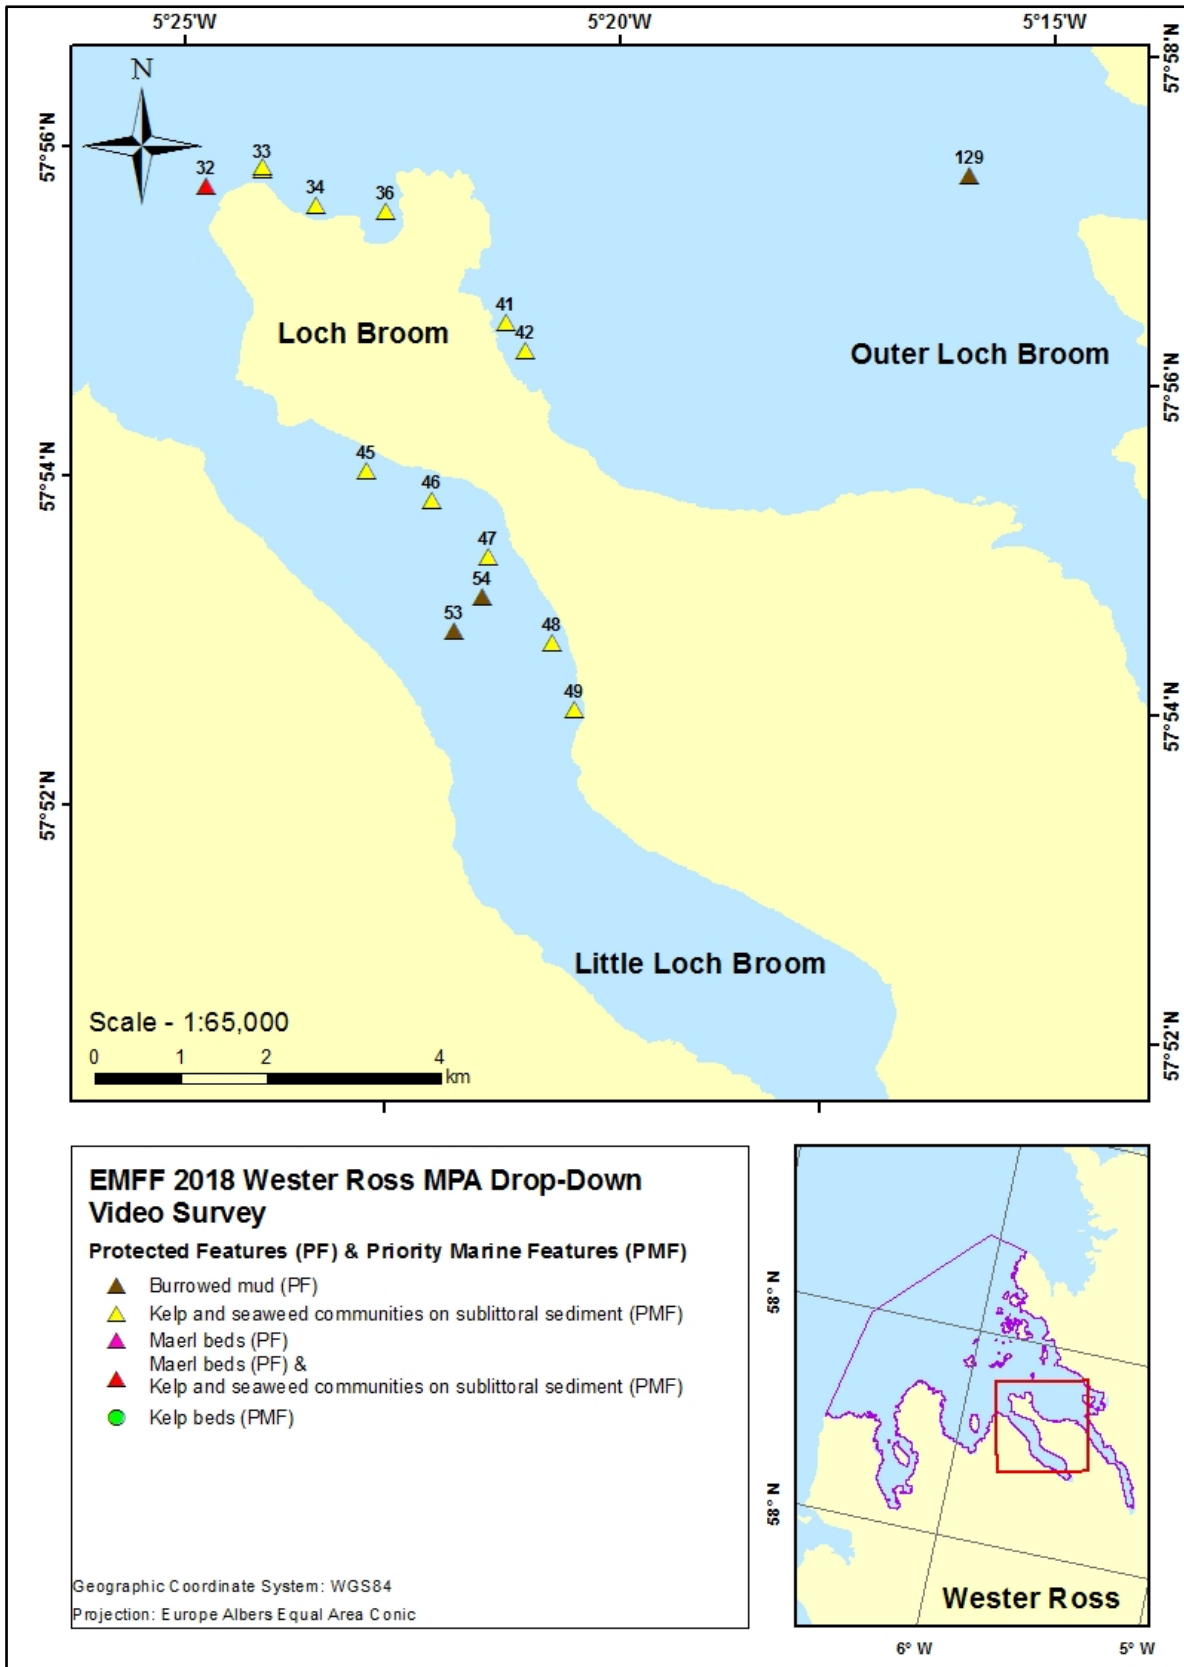 5°25'W
5°20'W
5°15'W
57°58'N
57°56'N
57°54'N
57°52'N
57°56'N
57°54'N
57°52'N
N
32
33
34
36
129
41
42
Loch Broom
Outer Loch Broom
45
46
47
54
53
48
49
Little Loch Broom
Scale - 1:65,000
0 1 2 4
km
EMFF 2018 Wester Ross MPA Drop-Down
Video Survey
Protected Features (PF) & Priority Marine Features (PMF)
Burrowed mud (PF)
Kelp and seaweed communities on sublittoral sediment (PMF)
Maerl beds (PF)
Maerl beds (PF) &
Kelp and seaweed communities on sublittoral sediment (PMF)
Kelp beds (PMF)
Geographic Coordinate System: WGS84
Projection: Europe Albers Equal Area Conic
58° N
58° N
Wester Ross
6° W
5° W